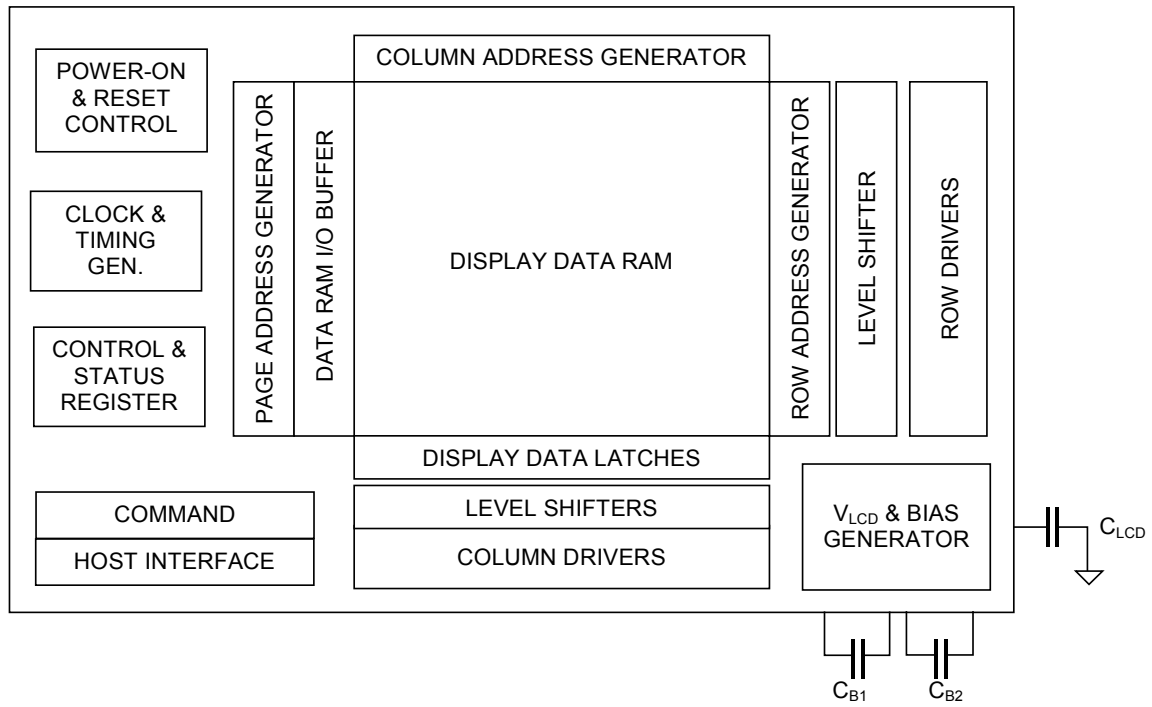 POWER-ON
& RESET
CONTROL
CLOCK &
TIMING
GEN.
CONTROL &
STATUS
REGISTER
COMMAND
HOST INTERFACE
PAGE ADDRESS GENERATOR
DATA RAM I/O BUFFER
COLUMN ADDRESS GENERATOR
DISPLAY DATA RAM
DISPLAY DATA LATCHES
LEVEL SHIFTERS
COLUMN DRIVERS
ROW ADDRESS GENERATOR
LEVEL SHIFTER
ROW DRIVERS
VLCD & BIAS
GENERATOR
CLCD
CB1
CB2